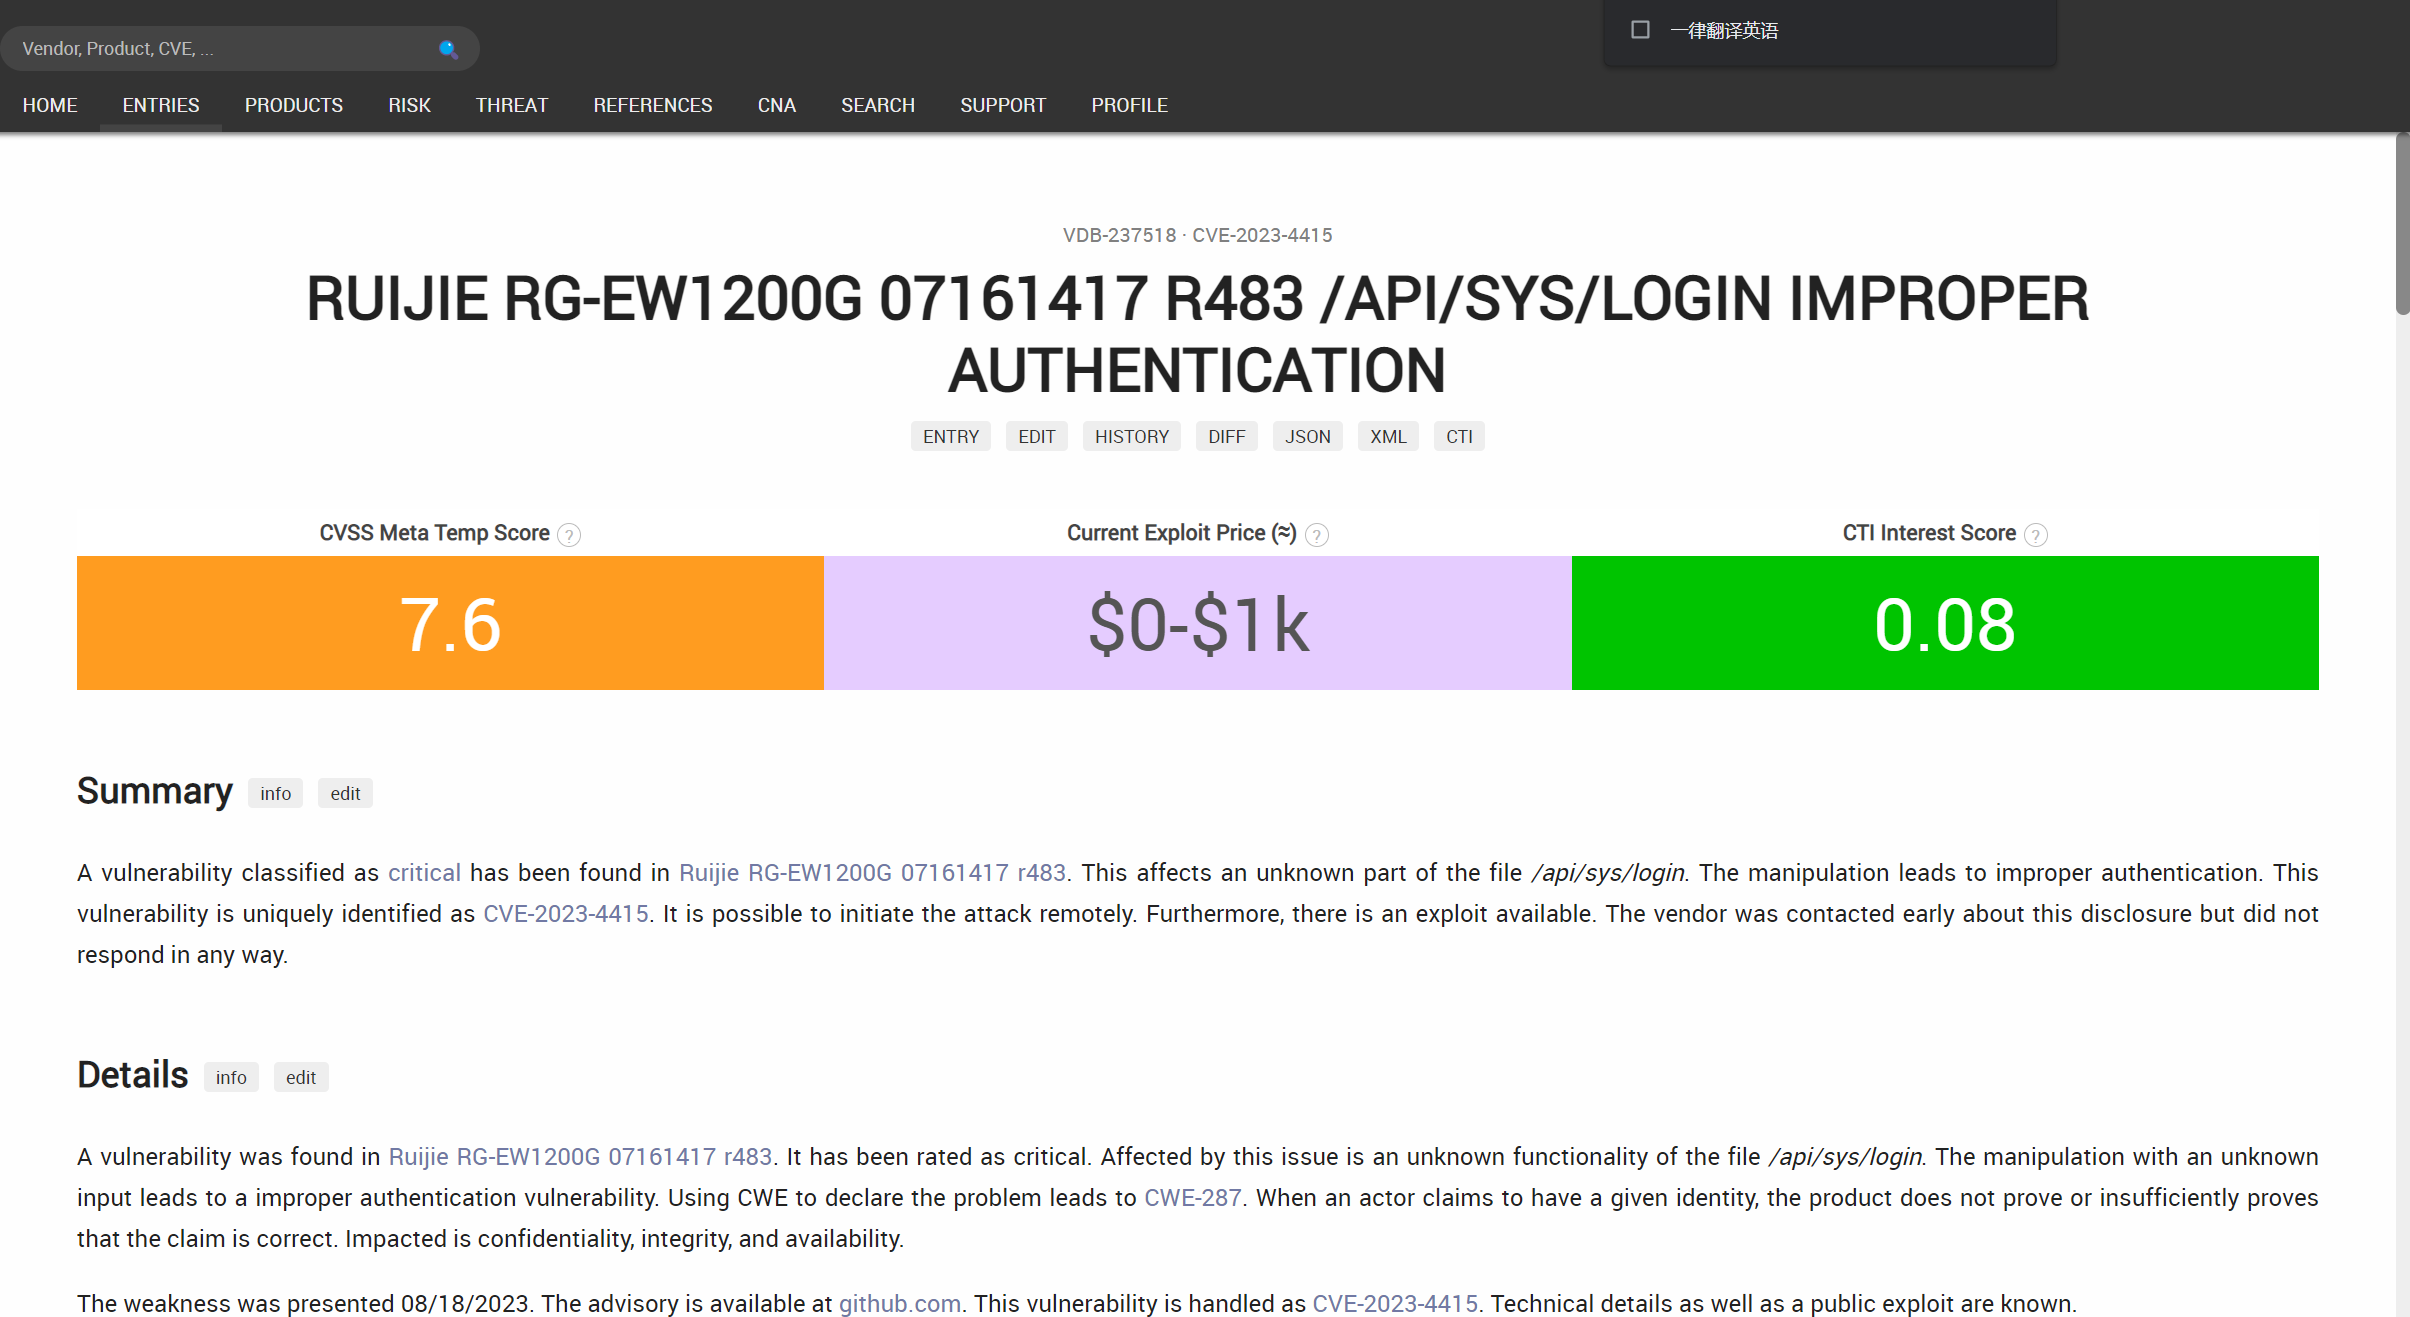 Vendor, Product, CVE, ...
一律翻译英语
HOME ENTRIES PRODUCTS RISK THREAT REFERENCES CNA SEARCH SUPPORT PROFILE
VDB-237518 · CVE-2023-4415
RUIJIE RG-EW1200G 07161417 R483 /API/SYS/LOGIN IMPROPER
AUTHENTICATION
ENTRY EDIT HISTORY DIFF JSON XML CTI
CVSS Meta Temp Score ? Current Exploit Price (≈) ? CTI Interest Score ?
7.6 $0-$1k 0.08
Summary info edit
A vulnerability classified as critical has been found in Ruijie RG-EW1200G 07161417 r483. This affects an unknown part of the file /api/sys/login. The manipulation leads to improper authentication. This
vulnerability is uniquely identified as CVE-2023-4415. It is possible to initiate the attack remotely. Furthermore, there is an exploit available. The vendor was contacted early about this disclosure but did not
respond in any way.
Details info edit
A vulnerability was found in Ruijie RG-EW1200G 07161417 r483. It has been rated as critical. Affected by this issue is an unknown functionality of the file /api/sys/login. The manipulation with an unknown
input leads to a improper authentication vulnerability. Using CWE to declare the problem leads to CWE-287. When an actor claims to have a given identity, the product does not prove or insufficiently proves
that the claim is correct. Impacted is confidentiality, integrity, and availability.
The weakness was presented 08/18/2023. The advisory is available at github.com. This vulnerability is handled as CVE-2023-4415. Technical details as well as a public exploit are known.